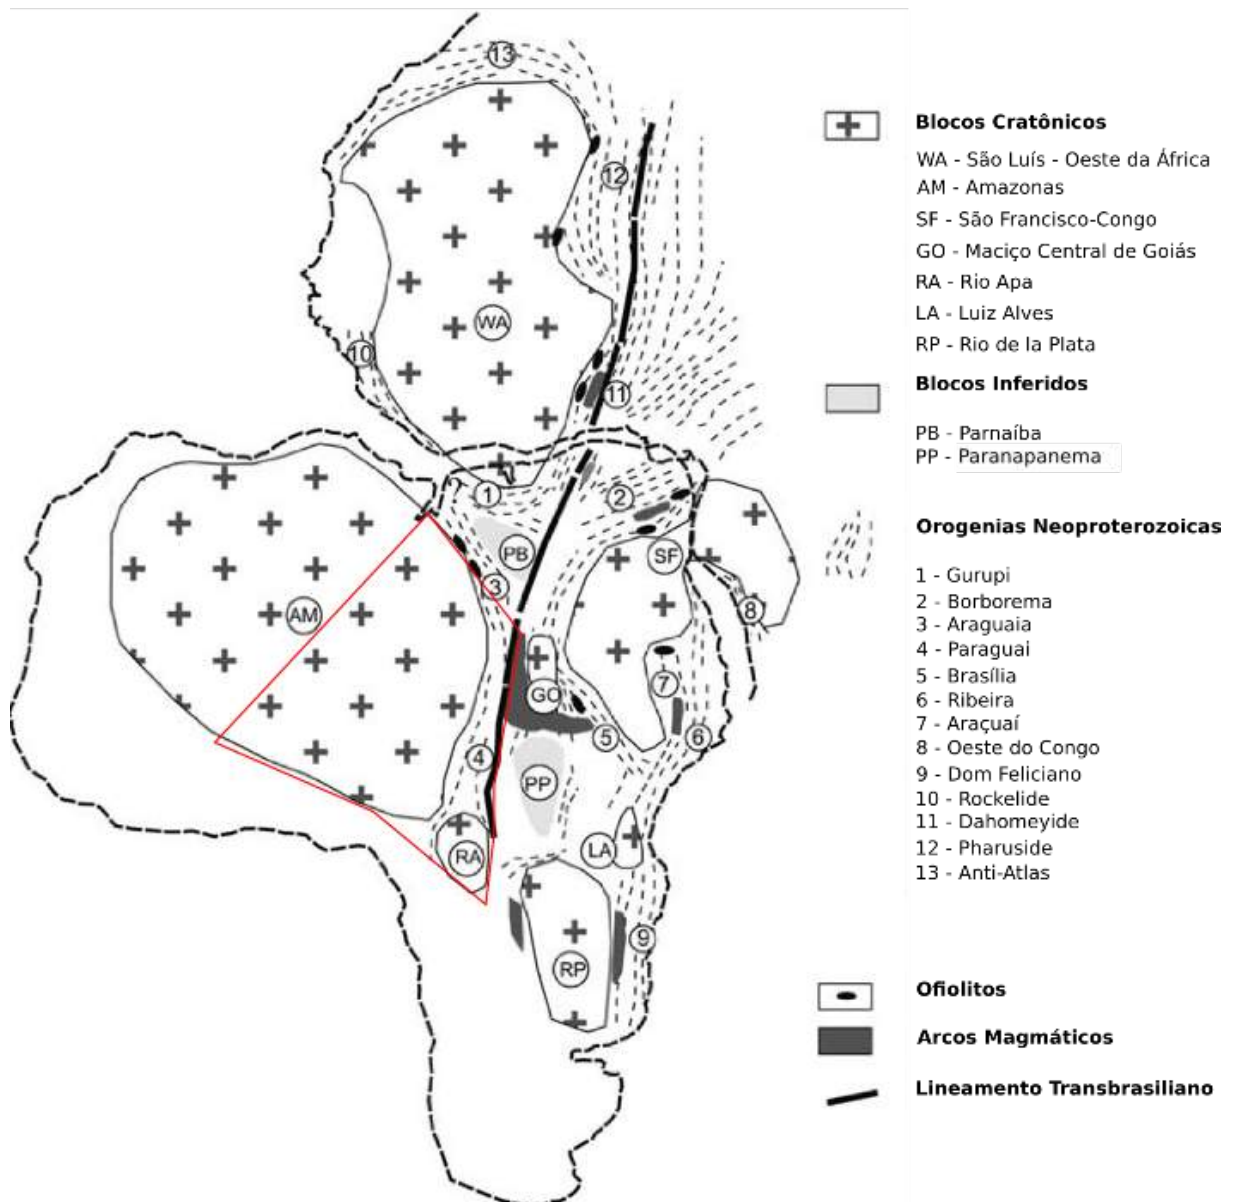 13
12
WA
10
11
1
2
PB
SF
3
AM
8
7
GO
5
6
4
PP
RA
LA
9
RP
Blocos Cratônicos
WA - São Luís - Oeste da África
AM - Amazonas
SF - São Francisco-Congo
GO - Maciço Central de Goiás
RA - Rio Apa
LA - Luiz Alves
RP - Rio de la Plata
Blocos Inferidos
PB - Parnaíba
PP - Paranapanema
Orogenias Neoproterozoicas
1 - Gurupi
2 - Borborema
3 - Araguaia
4 - Paraguai
5 - Brasília
6 - Ribeira
7 - Araçuaí
8 - Oeste do Congo
9 - Dom Feliciano
10 - Rockelide
11 - Dahomeyide
12 - Pharuside
13 - Anti-Atlas
Ofiolitos
Arcos Magmáticos
Lineamento Transbrasiliano